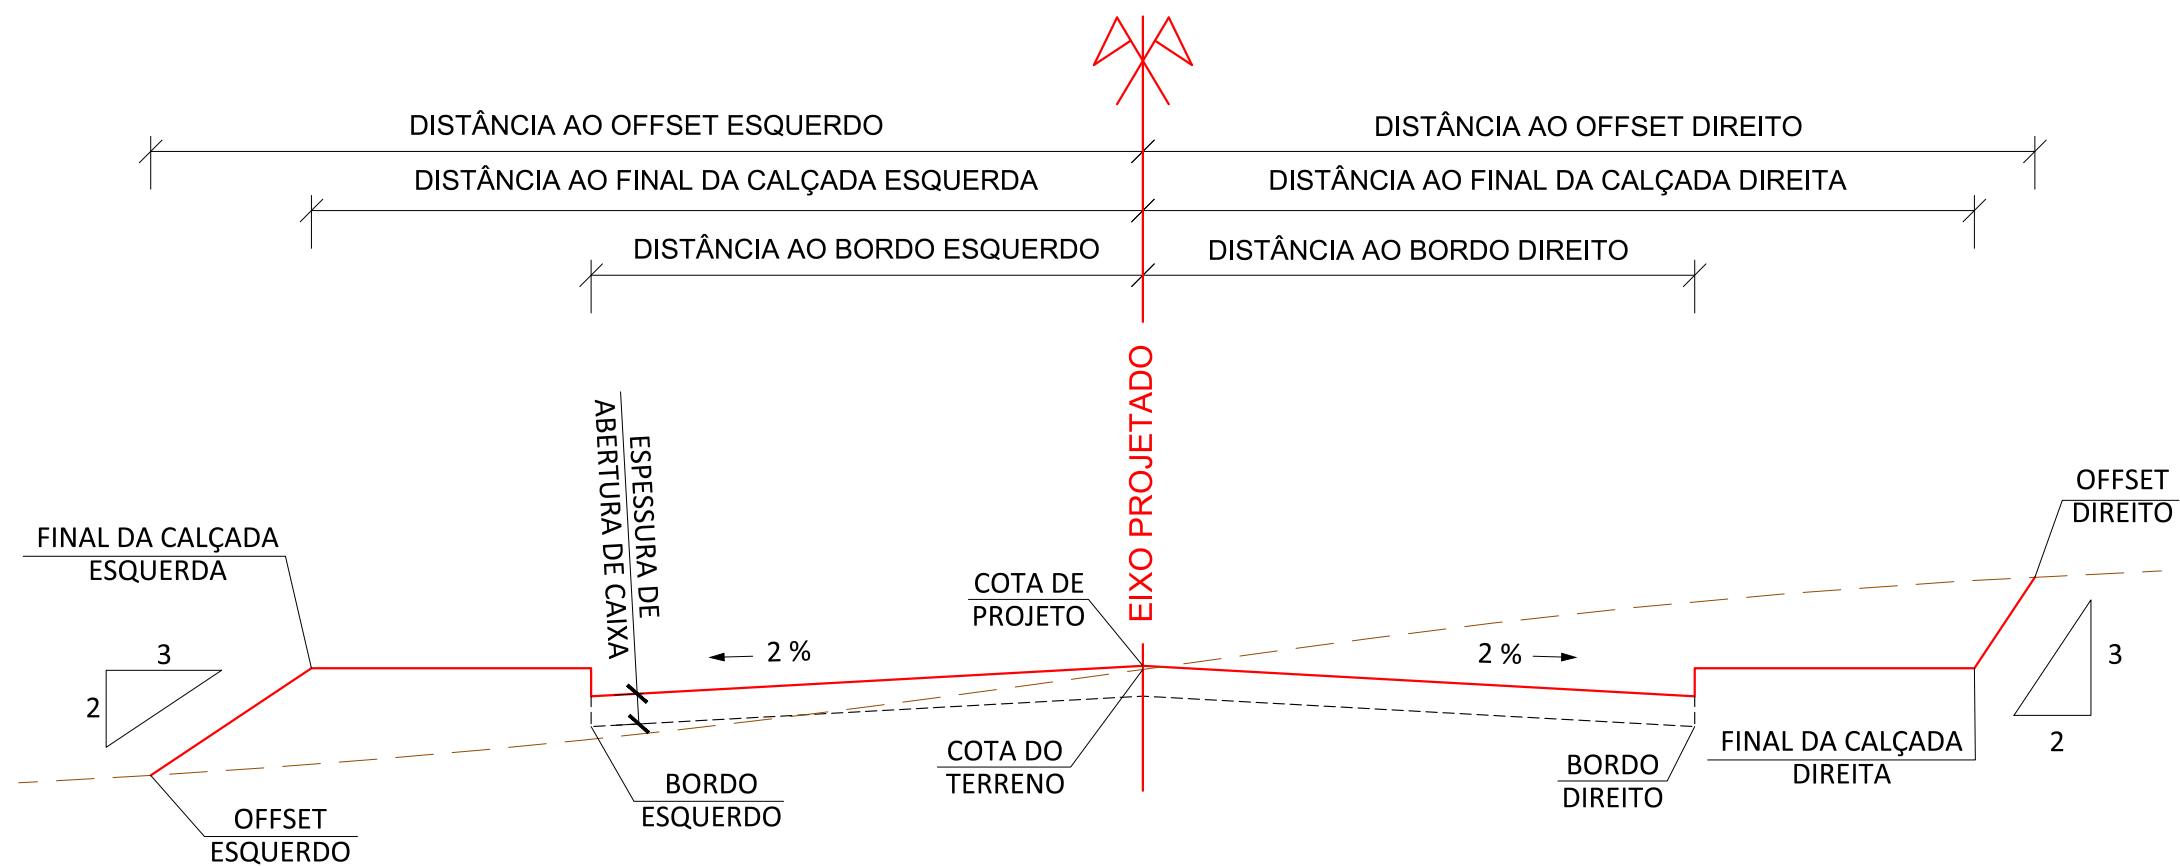 DISTÂNCIA AO OFFSET ESQUERDO
DISTÂNCIA AO OFFSET DIREITO
DISTÂNCIA AO FINAL DA CALÇADA ESQUERDA
DISTÂNCIA AO FINAL DA CALÇADA DIREITA
DISTÂNCIA AO BORDO ESQUERDO
DISTÂNCIA AO BORDO DIREITO
EIXO PROJETADO
ESPESSURA DE
ABERTURA DE CAIXA
OFFSET
DIREITO
FINAL DA CALÇADA
ESQUERDA
COTA DE
PROJETO
3
2
2 %
2 %
3
2
COTA DO
TERRENO
FINAL DA CALÇADA
DIREITA
BORDO
DIREITO
BORDO
ESQUERDO
OFFSET
ESQUERDO